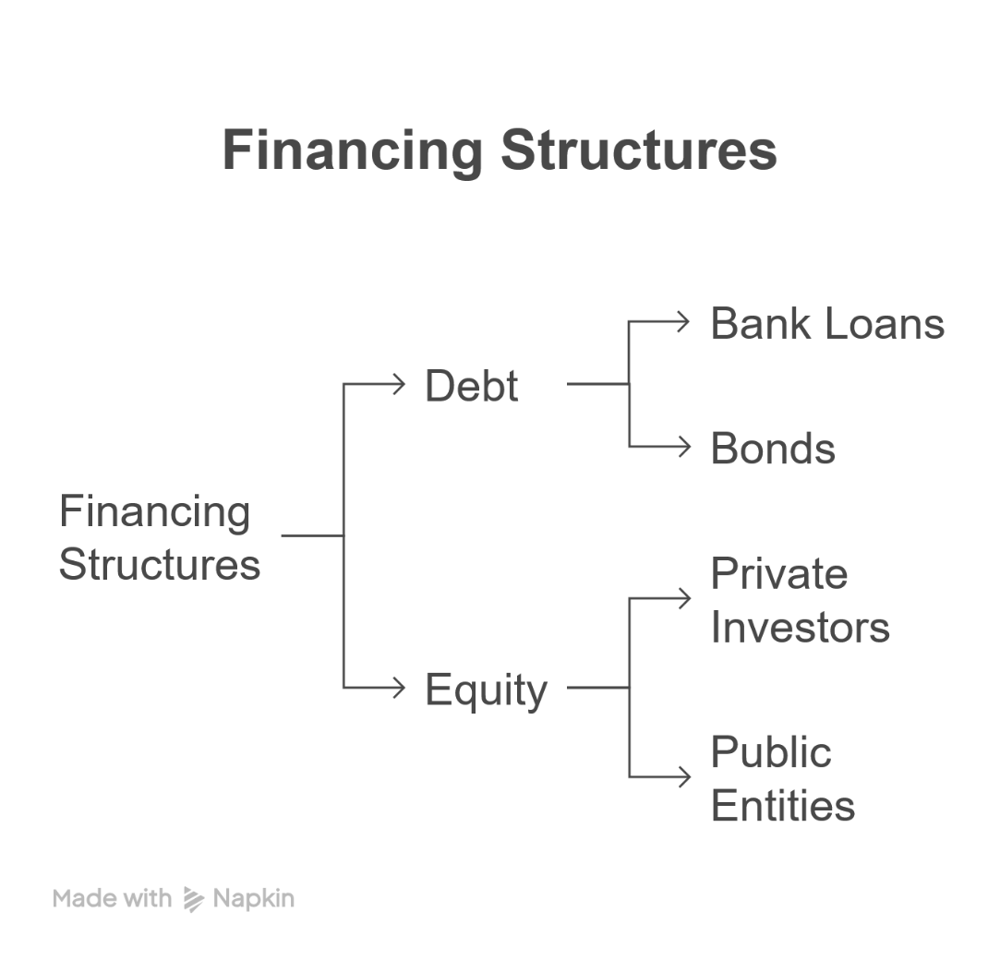 Financing Structures
Bank Loans
Debt
Bonds
Financing
Structures
Private
Investors
Equity
Public
Entities
Made with Napkin